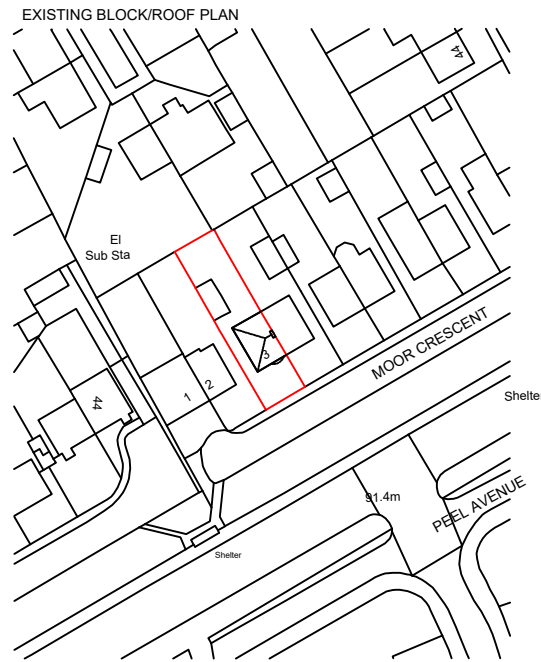 EXISTING BLOCK/ROOF PLAN
44
El
Sub Sta
3
MOOR CRESCENT
1 2
44
Shelter
91.4m
PEEL AVENUE
Shelter